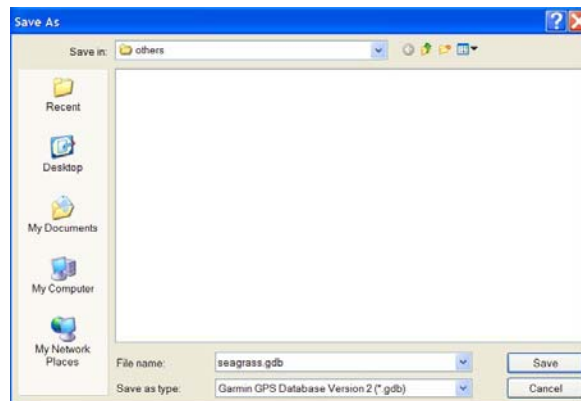 Save As
Save in:
others
Recent
Desktop
My Documents
My Computer
My Network
Places
File name:
seagrass.gdb
Save
Save as type:
Garmin GPS Database Version 2 (*.gdb)
Cancel